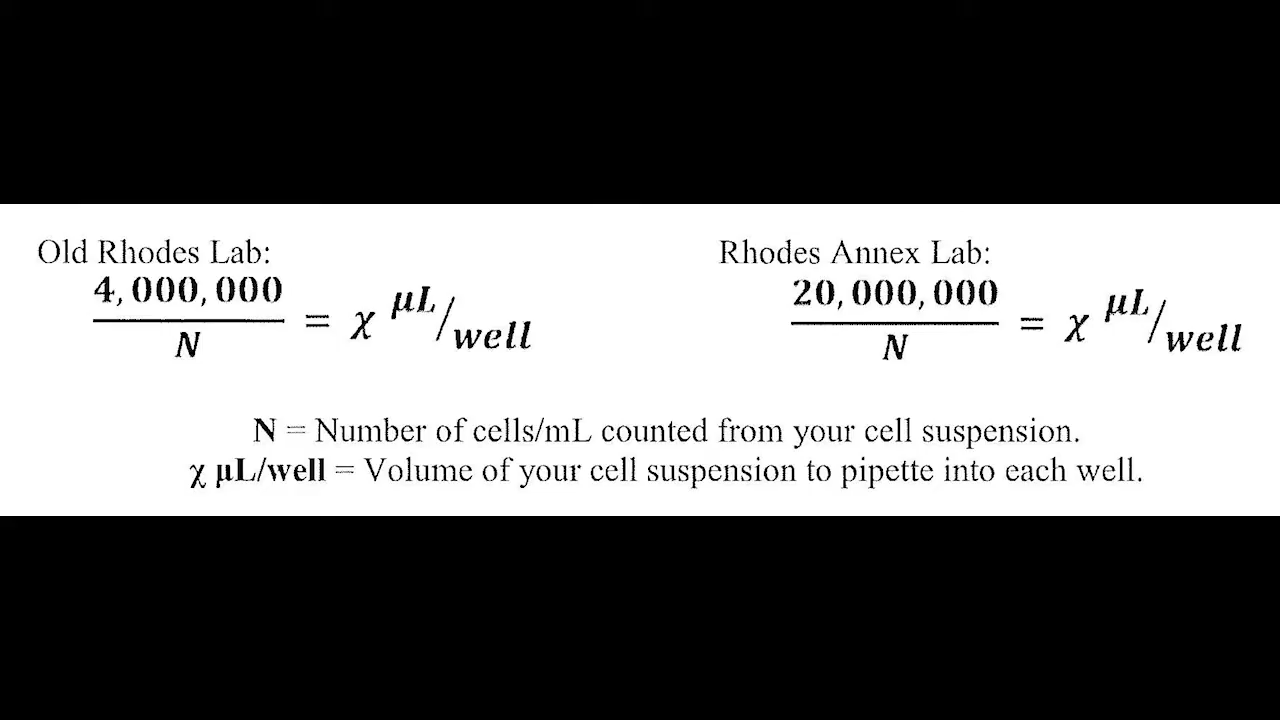 Old Rhodes Lab:
4,000,000 / N = χ μL/well
Rhodes Annex Lab:
20,000,000 / N = χ μL/well
N = Number of cells/mL counted from your cell suspension.
χ μL/well = Volume of your cell suspension to pipette into each well.